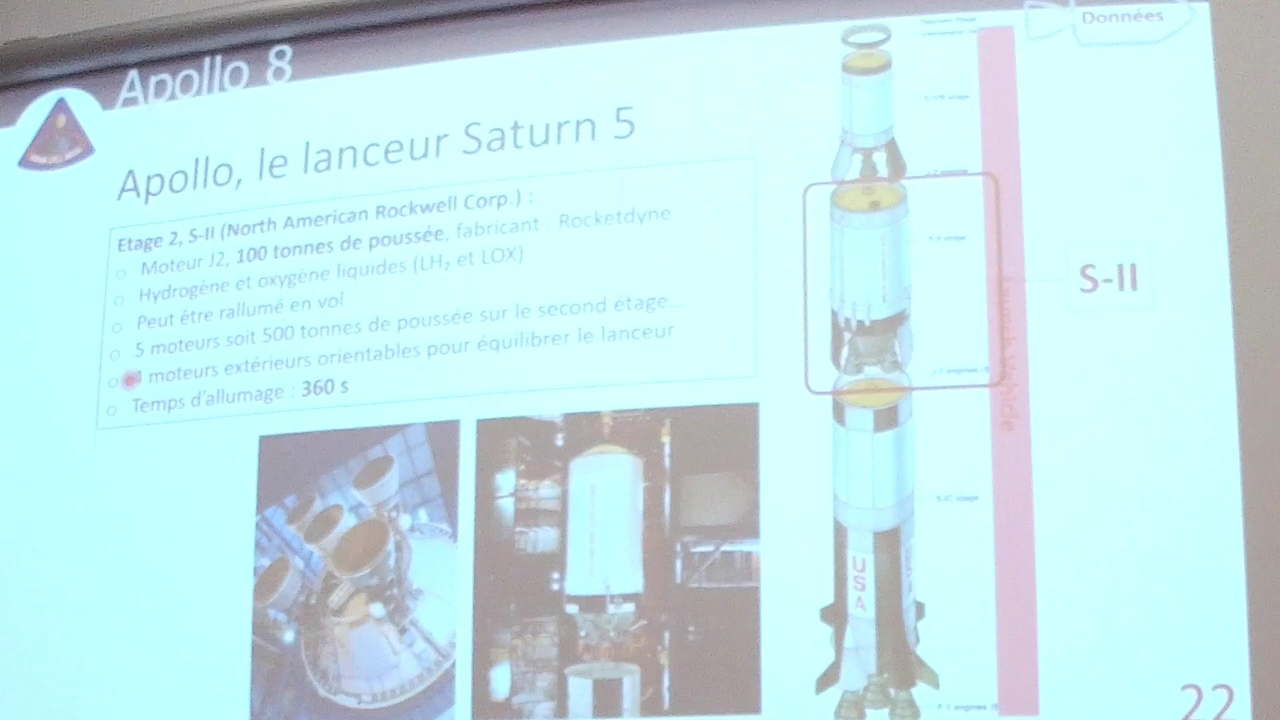 Données
Apollo 8
Apollo, le lanceur Saturn 5
Etage 2, S-II (North American Rockwell Corp.) :
o Moteur J2, 100 tonnes de poussée, fabricant : Rocketdyne
o Hydrogène et oxygène liquides (LH₂ et LOX)
o Peut être rallumé en vol
o 5 moteurs soit 500 tonnes de poussée sur le second étage...
o moteurs extérieurs orientables pour équilibrer le lanceur
o Temps d'allumage : 360 s
S-II
USA
22